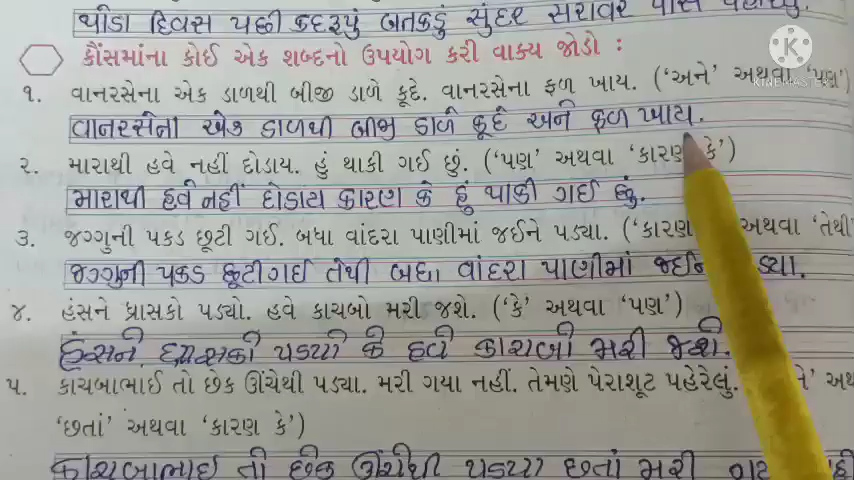 થોડા દિવસ પછી કદરૂપું બતકડું સુંદર સરોવર પાસે
કૌંસમાંના કોઈ એક શબ્દનો ઉપયોગ કરી વાક્ય જોડો :
૧. વાનરસેના એક ડાળથી બીજી ડાળે કૂદે. વાનરસેના ફળ ખાય. ('અને' અથવા 'પણ')
વાનરસેના એક ડાળથી બીજી ડાળે કૂદે અને ફળ ખાય.
૨. મારાથી હવે નહીં દોડાય. હું થાકી ગઈ છું. ('પણ' અથવા 'કારણ કે')
મારાથી હવે નહીં દોડાય કારણ કે હું થાકી ગઈ છું.
૩. જગ્ગુની પકડ છૂટી ગઈ. બધા વાંદરા પાણીમાં જઈને પડ્યા. ('કારણ અથવા 'તેથી
જગ્ગુની પકડ છૂટી ગઈ તેથી બધા વાંદરા પાણીમાં
૪. હંસને ધ્રાસકો પડ્યો. હવે કાચબો મરી જશે. ('કે' અથવા 'પણ')
હંસને ધ્રાસકો પડ્યો કે હવે કાચબો મરી જશે.
૫. કાચબાભાઈ તો છેક ઊંચેથી પડ્યા. મરી ગયા નહીં. તેમણે પેરાશૂટ પહેરેલું.
'છતાં' અથવા 'કારણ કે')
કાચબાભાઈ તો છેક ઊંચેથી પડ્યા છતાં મરી
KINEMASTER